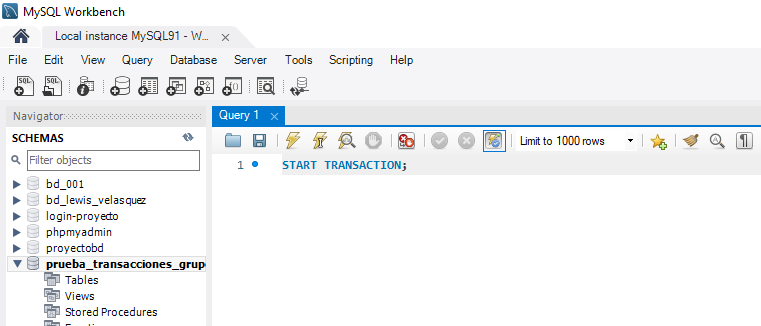 MySQL Workbench
Local instance MySQL91 - W...
File Edit View Query Database Server Tools Scripting Help
Navigator
Query 1
SCHEMAS
Limit to 1000 rows
Filter objects
1 START TRANSACTION;
bd_001
bd_lewis_velasquez
login-proyecto
phpmyadmin
proyectobd
prueba_transacciones_grup
Tables
Views
Stored Procedures